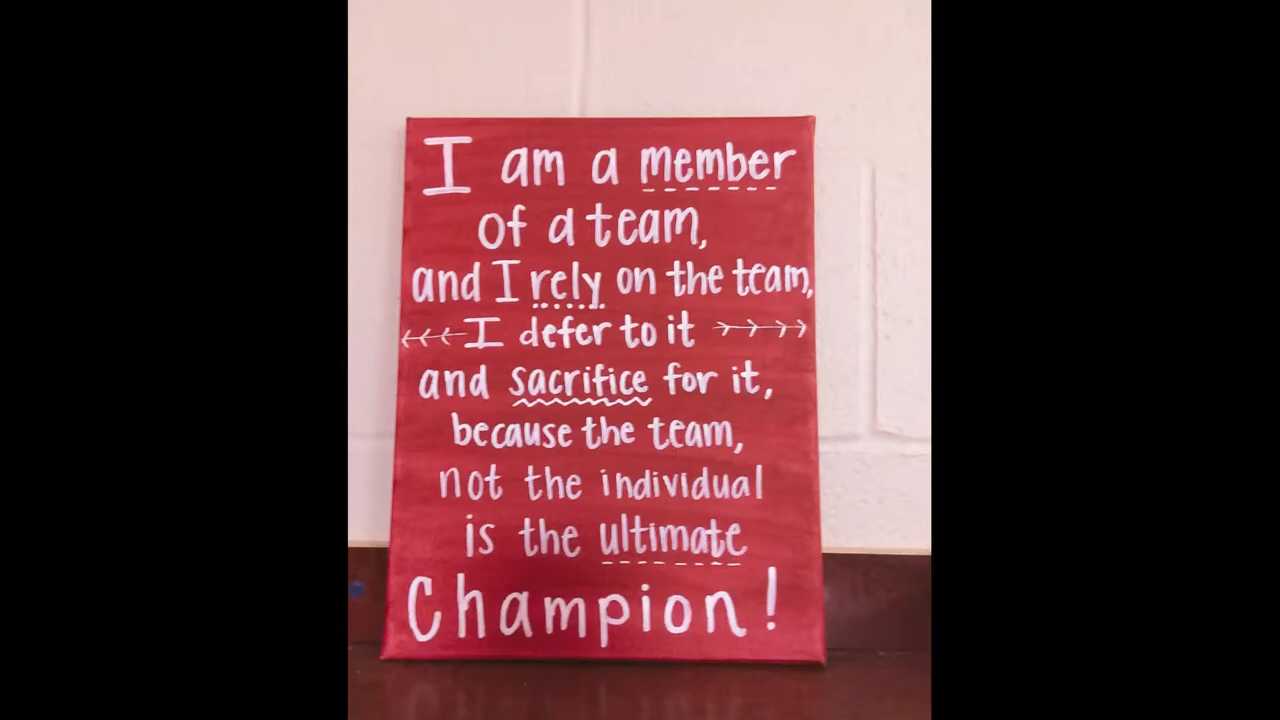 I am a member
of a team,
and I rely on the team,
I defer to it
and sacrifice for it,
because the team,
not the individual
is the ultimate
Champion!